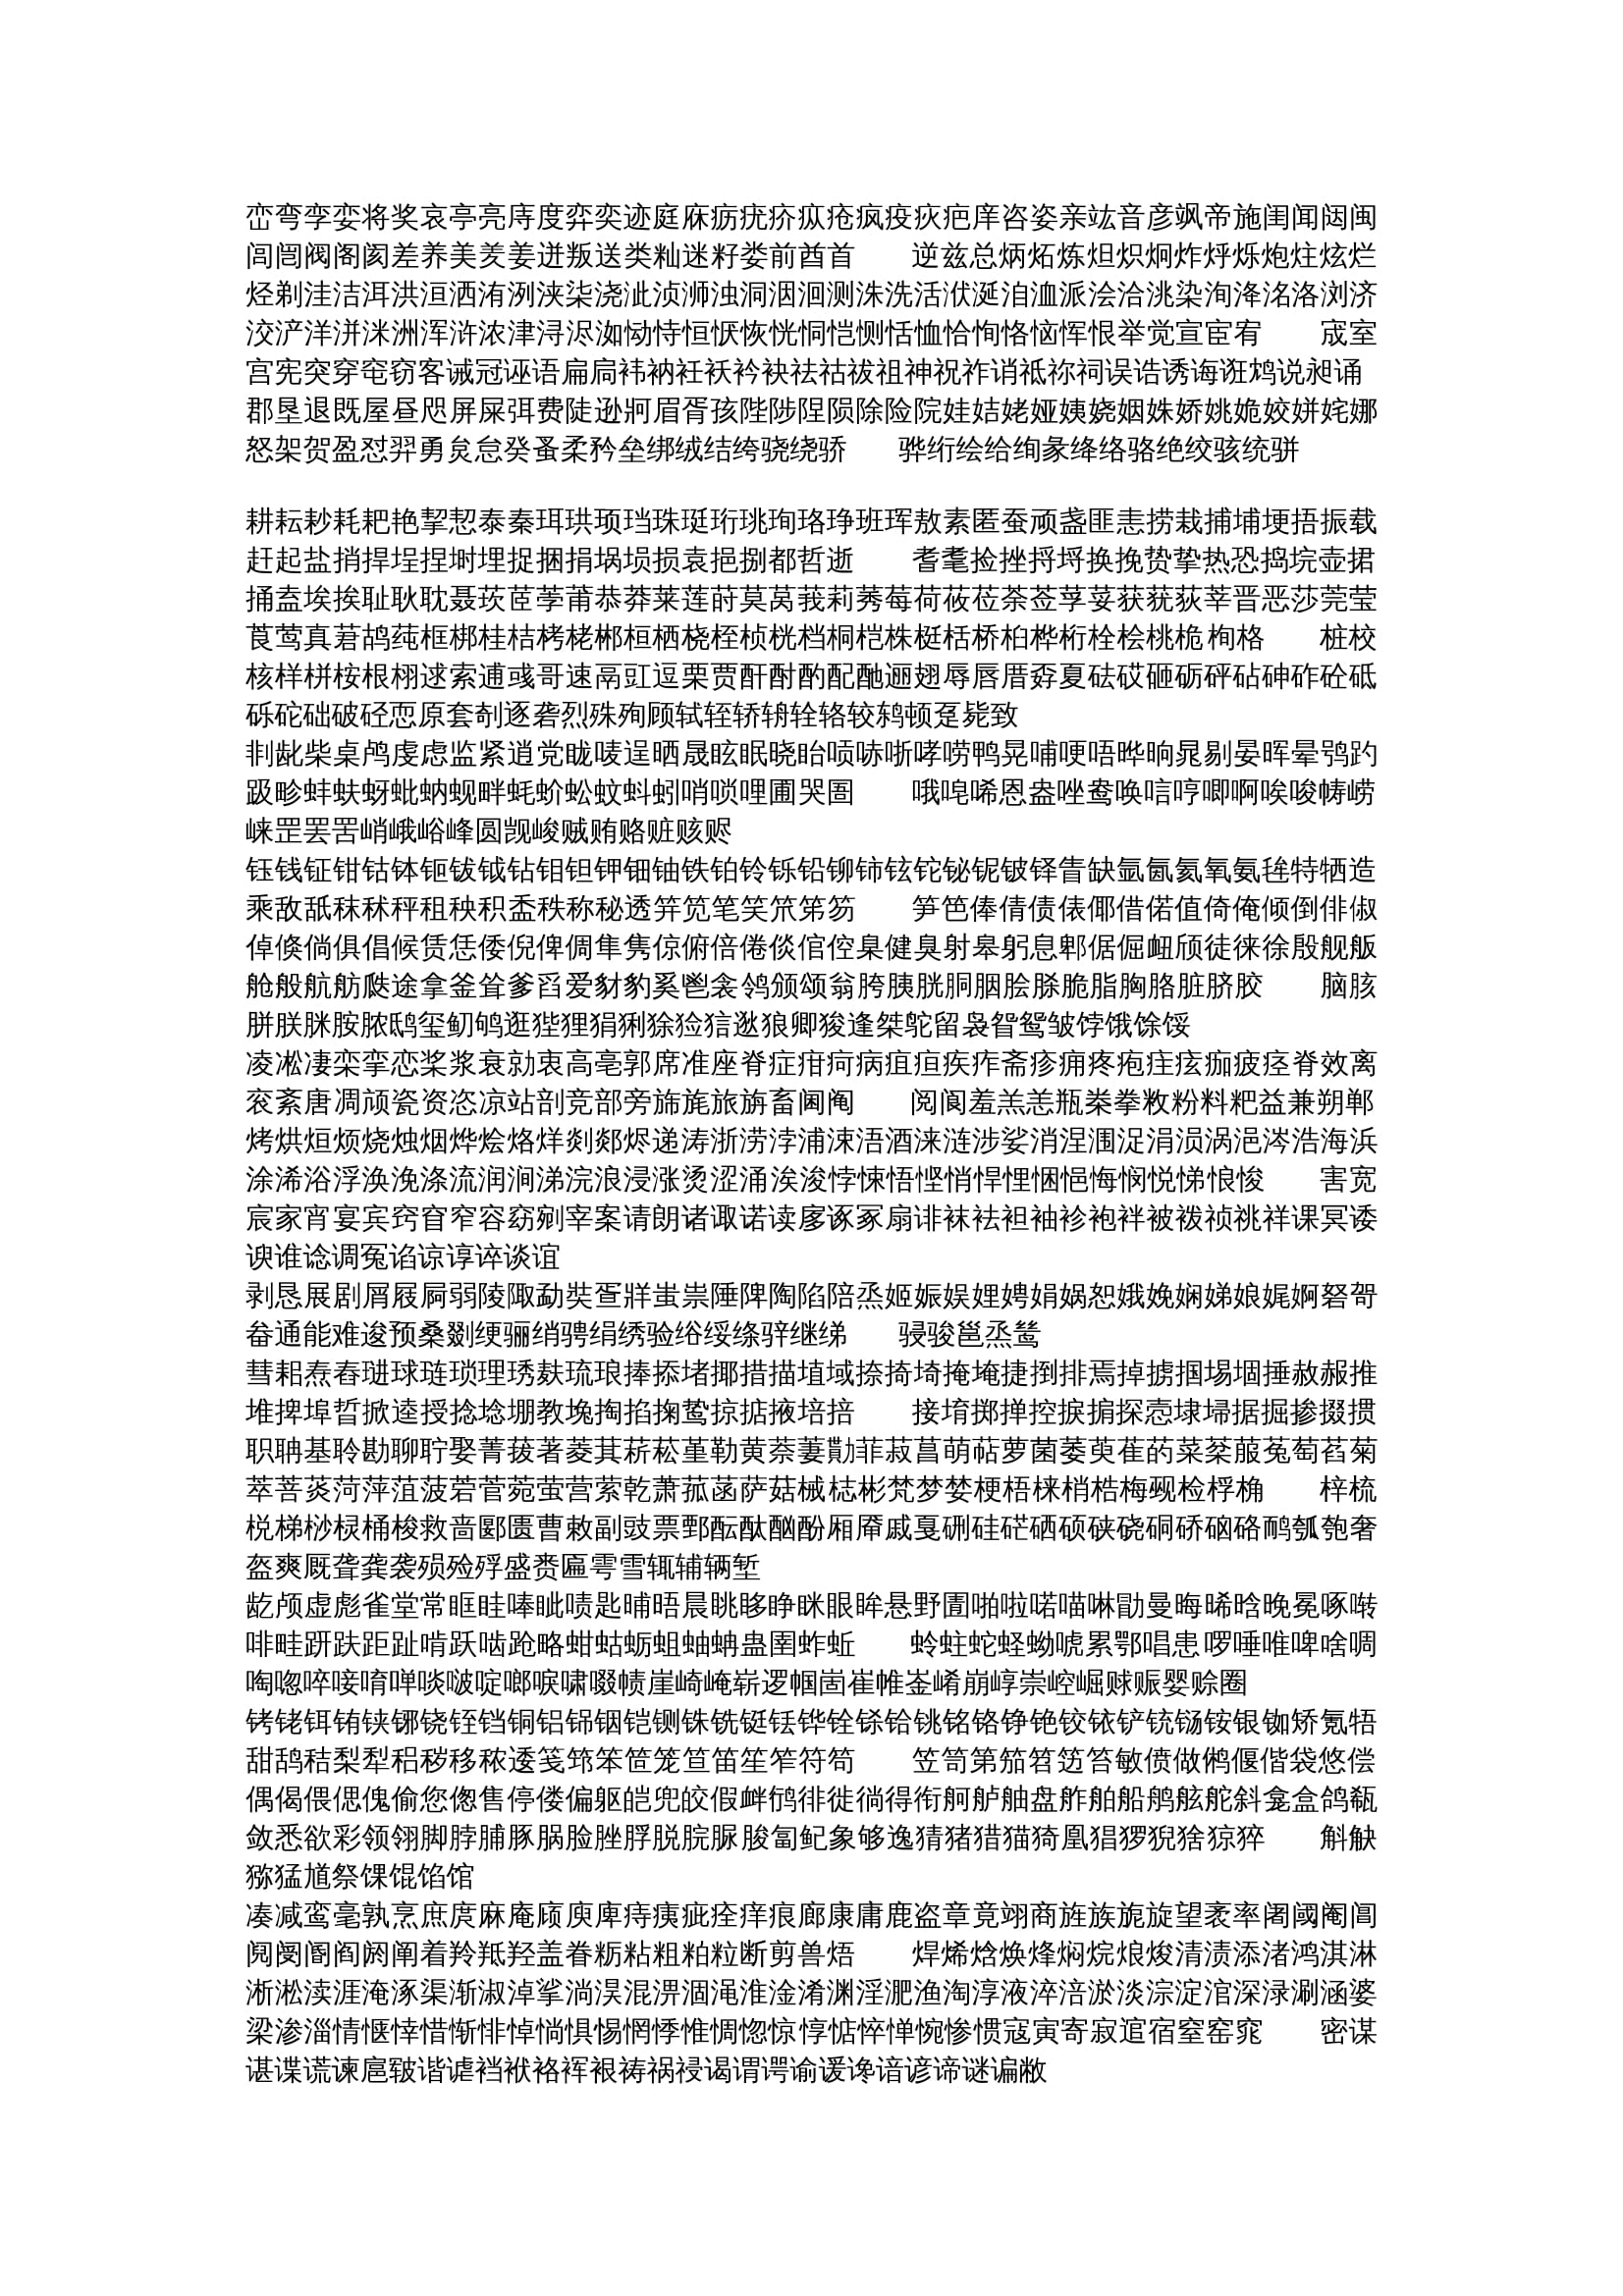 峦弯孪娈将奖哀亭亮庤度弈奕迹庭庥疬疣疥疭疮疯疫疢疤庠咨姿亲竑音彦飒帝施闺闻闼闽
闾闿阀阁阂差养美羑姜迸叛送类籼迷籽娄前酋首 逆兹总炳炻炼炟炽炯炸烀烁炮炷炫烂
烃剃洼洁洱洪洹洒洧洌浃柒浇泚浈浉浊洞洇洄测洙洗活洑涎洎洫派浍洽洮染洵洚洺洛浏济
洨浐洋洴洣洲浑浒浓津浔浕洳恸恃恒恹恢恍恫恺恻恬恤恰恂恪恼恽恨举觉宣宦宥 宬室
宫宪突穿窀窃客诫冠诬语扁扃袆衲衽袄衿袂祛祜祓祖神祝祚诮祗祢祠误诰诱诲诳鸩说昶诵
郡垦退既屋昼咫屏屎弭费陡逊牁眉胥孩陛陟陧陨除险院娃姞姥娅姨娆姻姝娇姚姽姣姘姹娜
怒架贺盈怼羿勇炱怠癸蚤柔矜垒绑绒结绔骁绕骄 骅绗绘给绚彖绛络骆绝绞骇统骈
耕耘耖耗耙艳挈恝泰秦珥珙顼珰珠珽珩珧珣珞琤班珲敖素匿蚕顽盏匪恚捞栽捕埔埂捂振载
赶起盐捎捍埕捏埘埋捉捆捐埚埙损袁挹捌都哲逝 耆耄捡挫捋埒换挽贽挚热恐捣垸壶捃
捅盍埃挨耻耿耽聂莰茝荸莆恭莽莱莲莳莫莴莪莉莠莓荷莜莅荼莶莩荽获莸荻莘晋恶莎莞莹
莨莺真莙鸪莼框梆桂桔栲栳郴桓栖桡桎桢桄档桐桤株梃栝桥桕桦桁栓桧桃桅栒格 桩校
核样栟桉根栩逑索逋彧哥速鬲豇逗栗贾酐酎酌配酏逦翅辱唇厝孬夏砝砹砸砺砰砧砷砟砼砥
砾砣础破硁恧原套剞逐砻烈殊殉顾轼轾轿辀辁辂较鸫顿趸毙致
剕龀柴桌鸬虔虑监紧逍党眬唛逞晒晟眩眠晓眙唝哧哳哮唠鸭晃哺哽唔晔晌晁剔晏晖晕鸮趵
趿畛蚌蚨蚜蚍蚋蚬畔蚝蚧蚣蚊蚪蚓哨唢哩圃哭圄 哦唣唏恩盎唑鸯唤唁哼唧啊唉唆帱崂
崃罡罢罟峭峨峪峰圆觊峻贼贿赂赃赅赆
钰钱钲钳钴钵钷钹钺钻钼钽钾钿铀铁铂铃铄铅铆铈铉铊铋铌铍铎眚缺氩氤氦氧氨毪特牺造
乘敌舐秣秫秤租秧积盉秩称秘透笄笕笔笑笊笫笏 笋笆俸倩债俵倻借偌值倚俺倾倒俳俶
倬倏倘俱倡候赁恁倭倪俾倜隼隽倞俯倍倦倓倌倥臬健臭射皋躬息郫倨倔衄颀徒徕徐殷舰舨
舱般航舫瓞途拿釜耸爹舀爱豺豹奚鬯衾鸰颁颂翁胯胰胱胴胭脍脎脆脂胸胳脏脐胶 脑胲
胼朕脒胺脓鸱玺鱽鸲逛狴狸狷猁狳猃狺逖狼卿狻逢桀鸵留袅眢鸳皱饽饿馀馁
凌凇凄栾挛恋桨浆衰勍衷高亳郭席准座脊症疳疴病疽疸疾痄斋疹痈疼疱疰痃痂疲痉脊效离
衮紊唐凋颃瓷资恣凉站剖竞部旁旆旄旅旃畜阃阄 阅阆羞羔恙瓶桊拳敉粉料粑益兼朔郸
烤烘烜烦烧烛烟烨烩烙烊剡郯烬递涛浙涝浡浦涑浯酒涞涟涉娑消涅涠浞涓涢涡浥涔浩海浜
涂浠浴浮涣浼涤流润涧涕浣浪浸涨烫涩涌涘浚悖悚悟悭悄悍悝悃悒悔悯悦悌悢悛 害宽
宸家宵宴宾窍窅窄容窈剜宰案请朗诸诹诺读扅诼冢扇诽袜祛袒袖袗袍袢被袯祯祧祥课冥诿
谀谁谂调冤谄谅谆谇谈谊
剥恳展剧屑屐屙弱陵陬勐奘疍牂蚩祟陲陴陶陷陪烝姬娠娱娌娉娟娲恕娥娩娴娣娘娓婀砮哿
畚通能难逡预桑剟绠骊绡骋绢绣验绤绥绦骍继绨 骎骏邕烝鸶
彗耜焘舂琎球琏琐理琇麸琉琅捧掭堵揶措描埴域捺掎埼掩埯捷捯排焉掉掳掴埸堌捶赦赧推
堆捭埠晢掀逵授捻埝堋教堍掏掐掬鸷掠掂掖培掊 接堉掷掸控捩掮探悫埭埽据掘掺掇掼
职聃基聆勘聊聍娶菁菝著菱萁菥菘堇勒黄萘萋勚菲菽菖萌萜萝菌萎萸萑菂菜棻菔菟萄萏菊
萃菩菼菏萍菹菠菪菅菀萤营萦乾萧菰菡萨菇械梽彬梵梦婪梗梧梾梢梏梅觋检桴桷 梓梳
棁梯桫棂桶梭救啬郾匮曹敕副豉票鄄酝酞酗酚厢厣戚戛硎硅硭硒硕硖硗硐硚硇硌鸸瓠匏奢
盔爽厩聋龚袭殒殓殍盛赉匾雩雪辄辅辆堑
龁颅虚彪雀堂常眶眭唪眦啧匙晡晤晨眺眵睁眯眼眸悬野圊啪啦喏喵啉勖曼晦晞晗晚冕啄啭
啡畦趼趺距趾啃跃啮跄略蚶蛄蛎蛆蚰蚺蛊圉蚱蚯 蛉蛀蛇蛏蚴唬累鄂唱患啰唾唯啤啥啁
啕唿啐唼唷啴啖啵啶啷唳啸啜帻崖崎崦崭逻帼崮崔帷崟崤崩崞崇崆崛赇赈婴赊圈
铐铑铒铕铗铘铙铚铛铜铝锦铟铠铡铢铣铤铥铧铨铩铪铫铭铬铮铯铰铱铲铳铴铵银铷矫氪牾
甜鸹秸梨犁稆秽移秾逶笺筇笨笸笼笪笛笙笮符笱 笠笥第笳笤笾笞敏偾做鸺偃偕袋悠偿
偶偈偎偲傀偷您偬售停偻偏躯皑兜皎假衅鸻徘徙徜得衔舸舻舳盘舴舶船鸼舷舵斜龛盒鸽瓻
敛悉欲彩领翎脚脖脯豚脶脸脞脬脱脘脲朘匐鱾象够逸猜猪猎猫猗凰猖猡猊猞猄猝 斛觖
猕猛馗祭馃馄馅馆
凑减鸾毫孰烹庶庹麻庵庼庾庳痔痍疵痊痒痕廊康庸鹿盗章竟翊商旌族旎旋望袤率阇阈阉阊
阋阌阍阎阏阐着羚羝羟盖眷粝粘粗粕粒断剪兽焐 焊烯焓焕烽焖烷烺焌清渍添渚鸿淇淋
淅淞渎涯淹涿渠渐淑淖挲淌淏混淠涸渑淮淦淆渊淫淝渔淘淳液淬涪淤淡淙淀涫深渌涮涵婆
梁渗淄情惬悻惜惭悱悼惝惧惕惘悸惟惆惚惊惇惦悴惮惋惨惯寇寅寄寂逭宿窒窑窕 密谋
谌谍谎谏扈皲谐谑裆袱袼裈裉祷祸祲谒谓谔谕谖谗谙谚谛谜谝敝